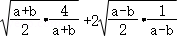 √((a+b)/2 * 4/(a+b)) +2√((a−b)/2 * 1/(a−b))